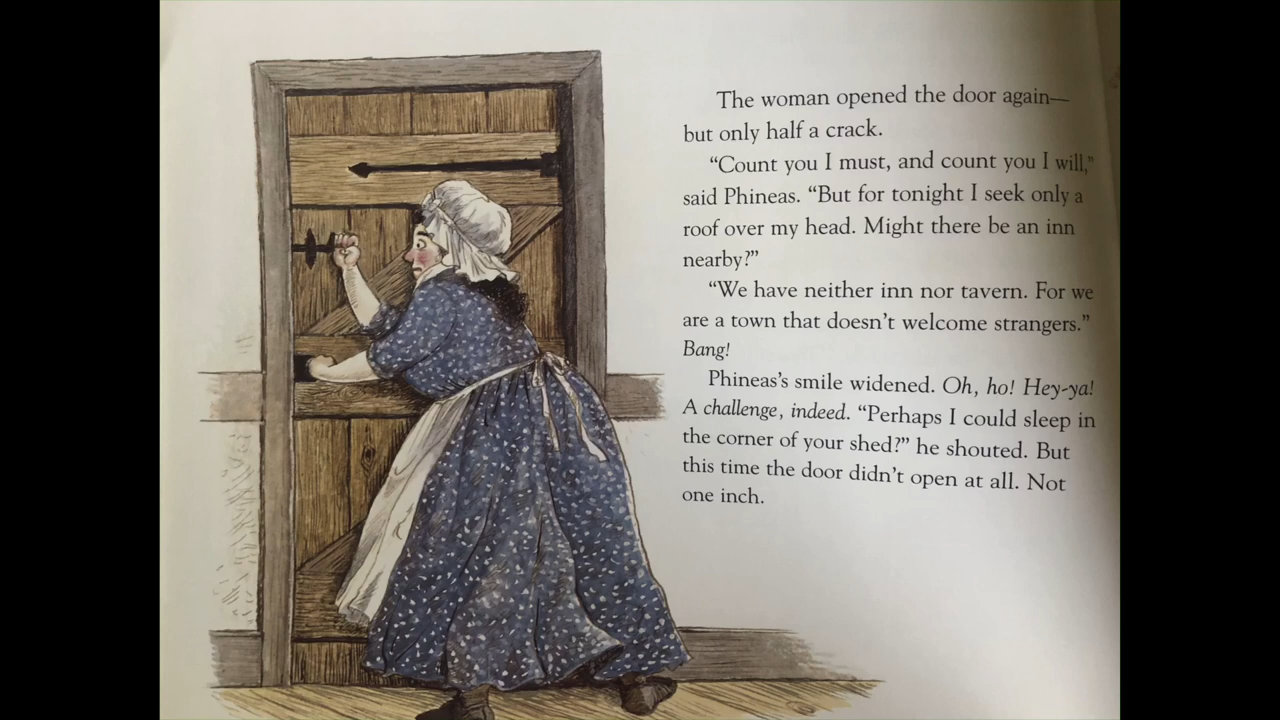 The woman opened the door again—
but only half a crack.
“Count you I must, and count you I will,”
said Phineas. “But for tonight I seek only a
roof over my head. Might there be an inn
nearby?”
“We have neither inn nor tavern. For we
are a town that doesn’t welcome strangers.”
Bang!
Phineas’s smile widened. Oh, ho! Hey-ya!
A challenge, indeed. “Perhaps I could sleep in
the corner of your shed?” he shouted. But
this time the door didn’t open at all. Not
one inch.